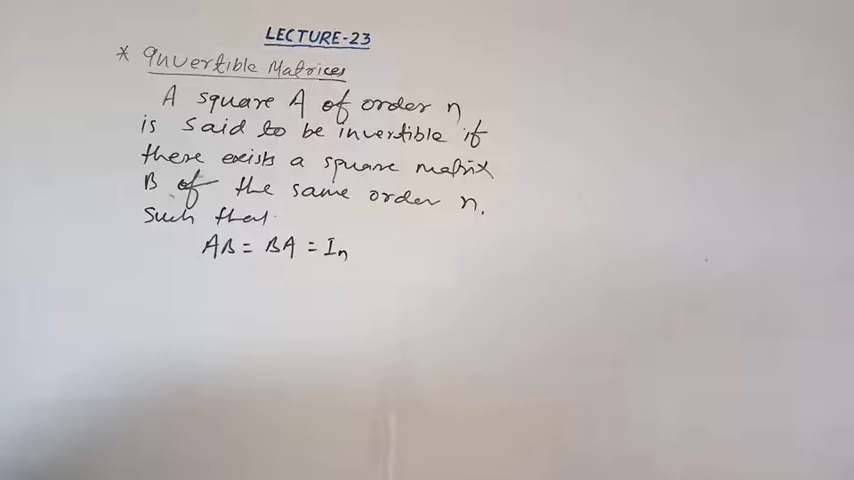 LECTURE-23
* Invertible Matrices
A square A of order n
is said to be invertible if
there exists a square matrix
B of the same order n.
Such that.
AB = BA = In